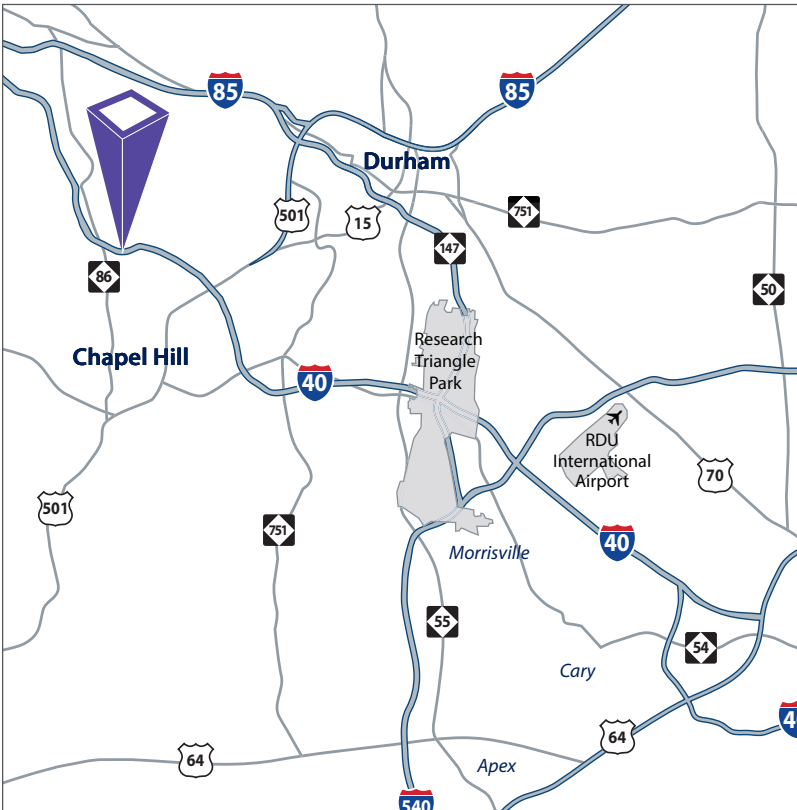 85
85
Durham
501
15
751
147
86
50
Research
Triangle
Park
Chapel Hill
40
RDU
International
Airport
70
501
751
40
Morrisville
55
54
Cary
4
64
64
Apex
540